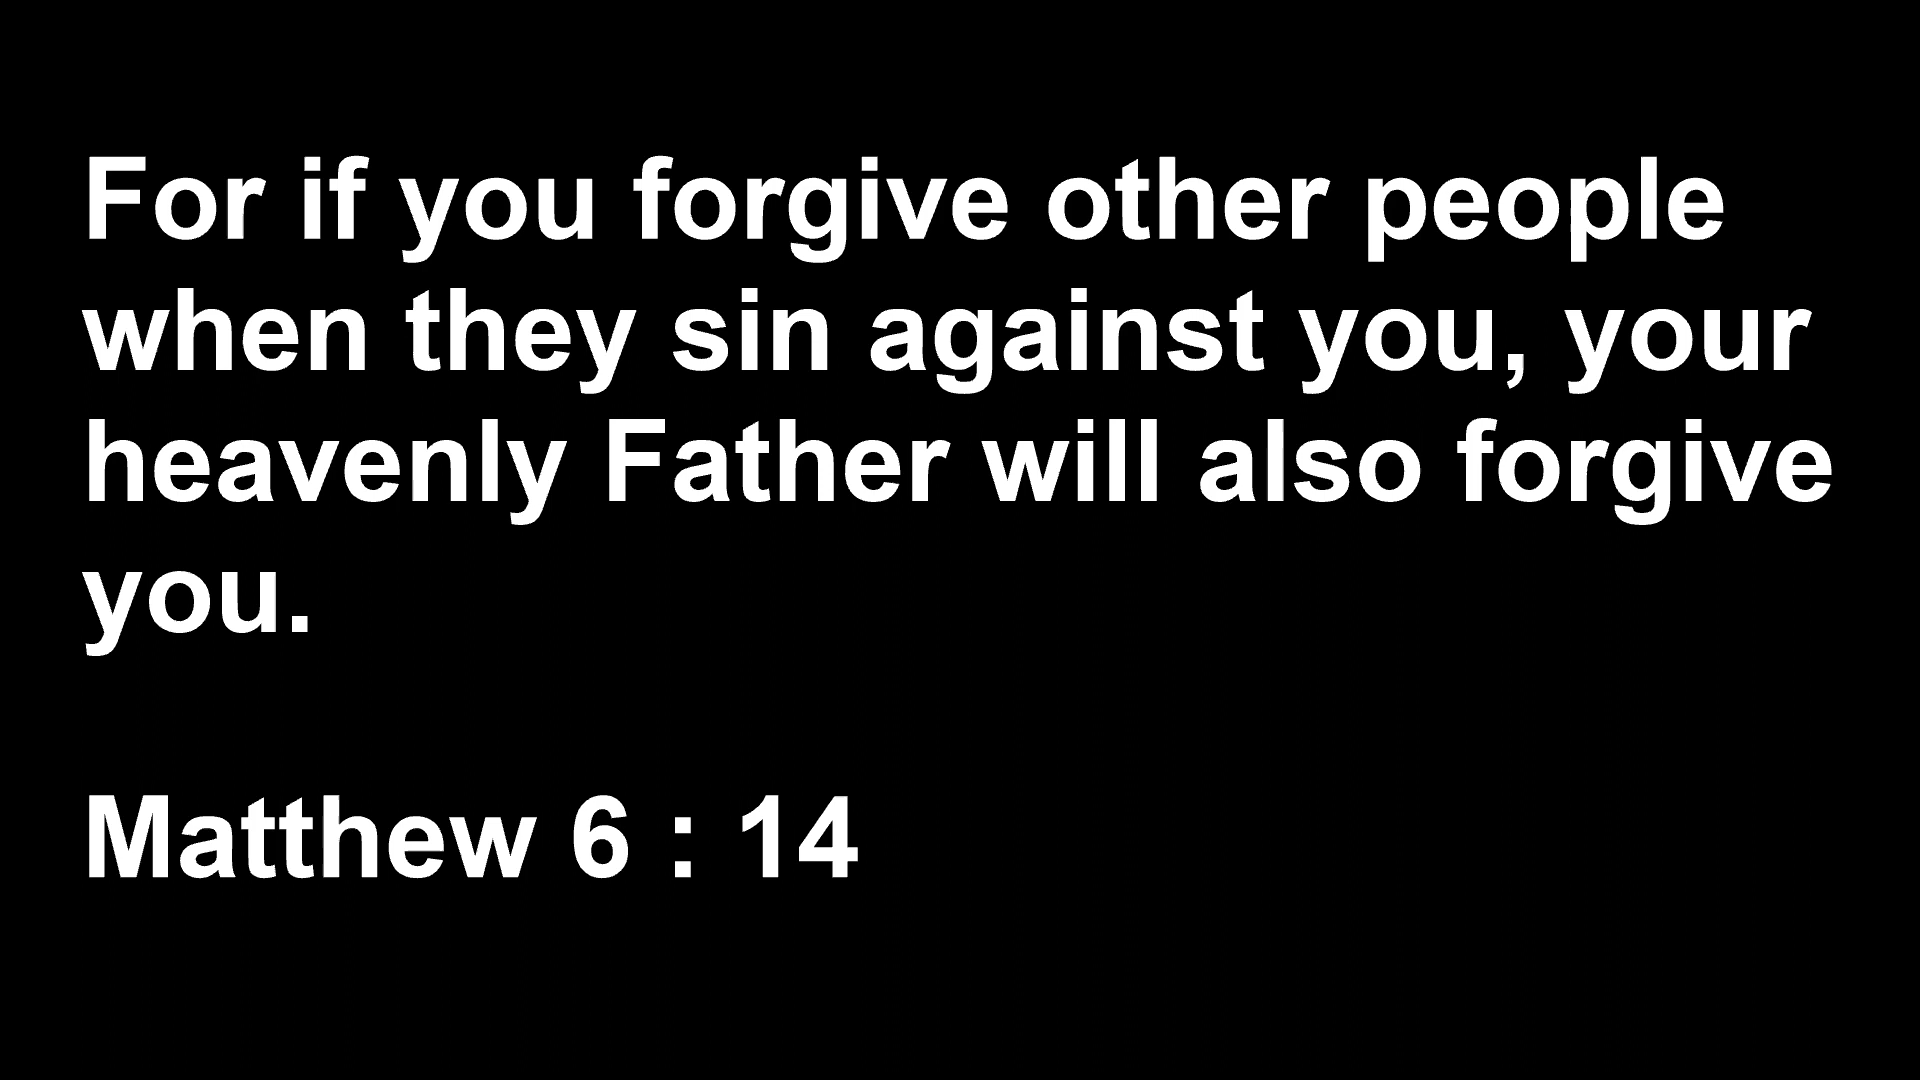 For if you forgive other people
when they sin against you, your
heavenly Father will also forgive
you.
Matthew 6 : 14